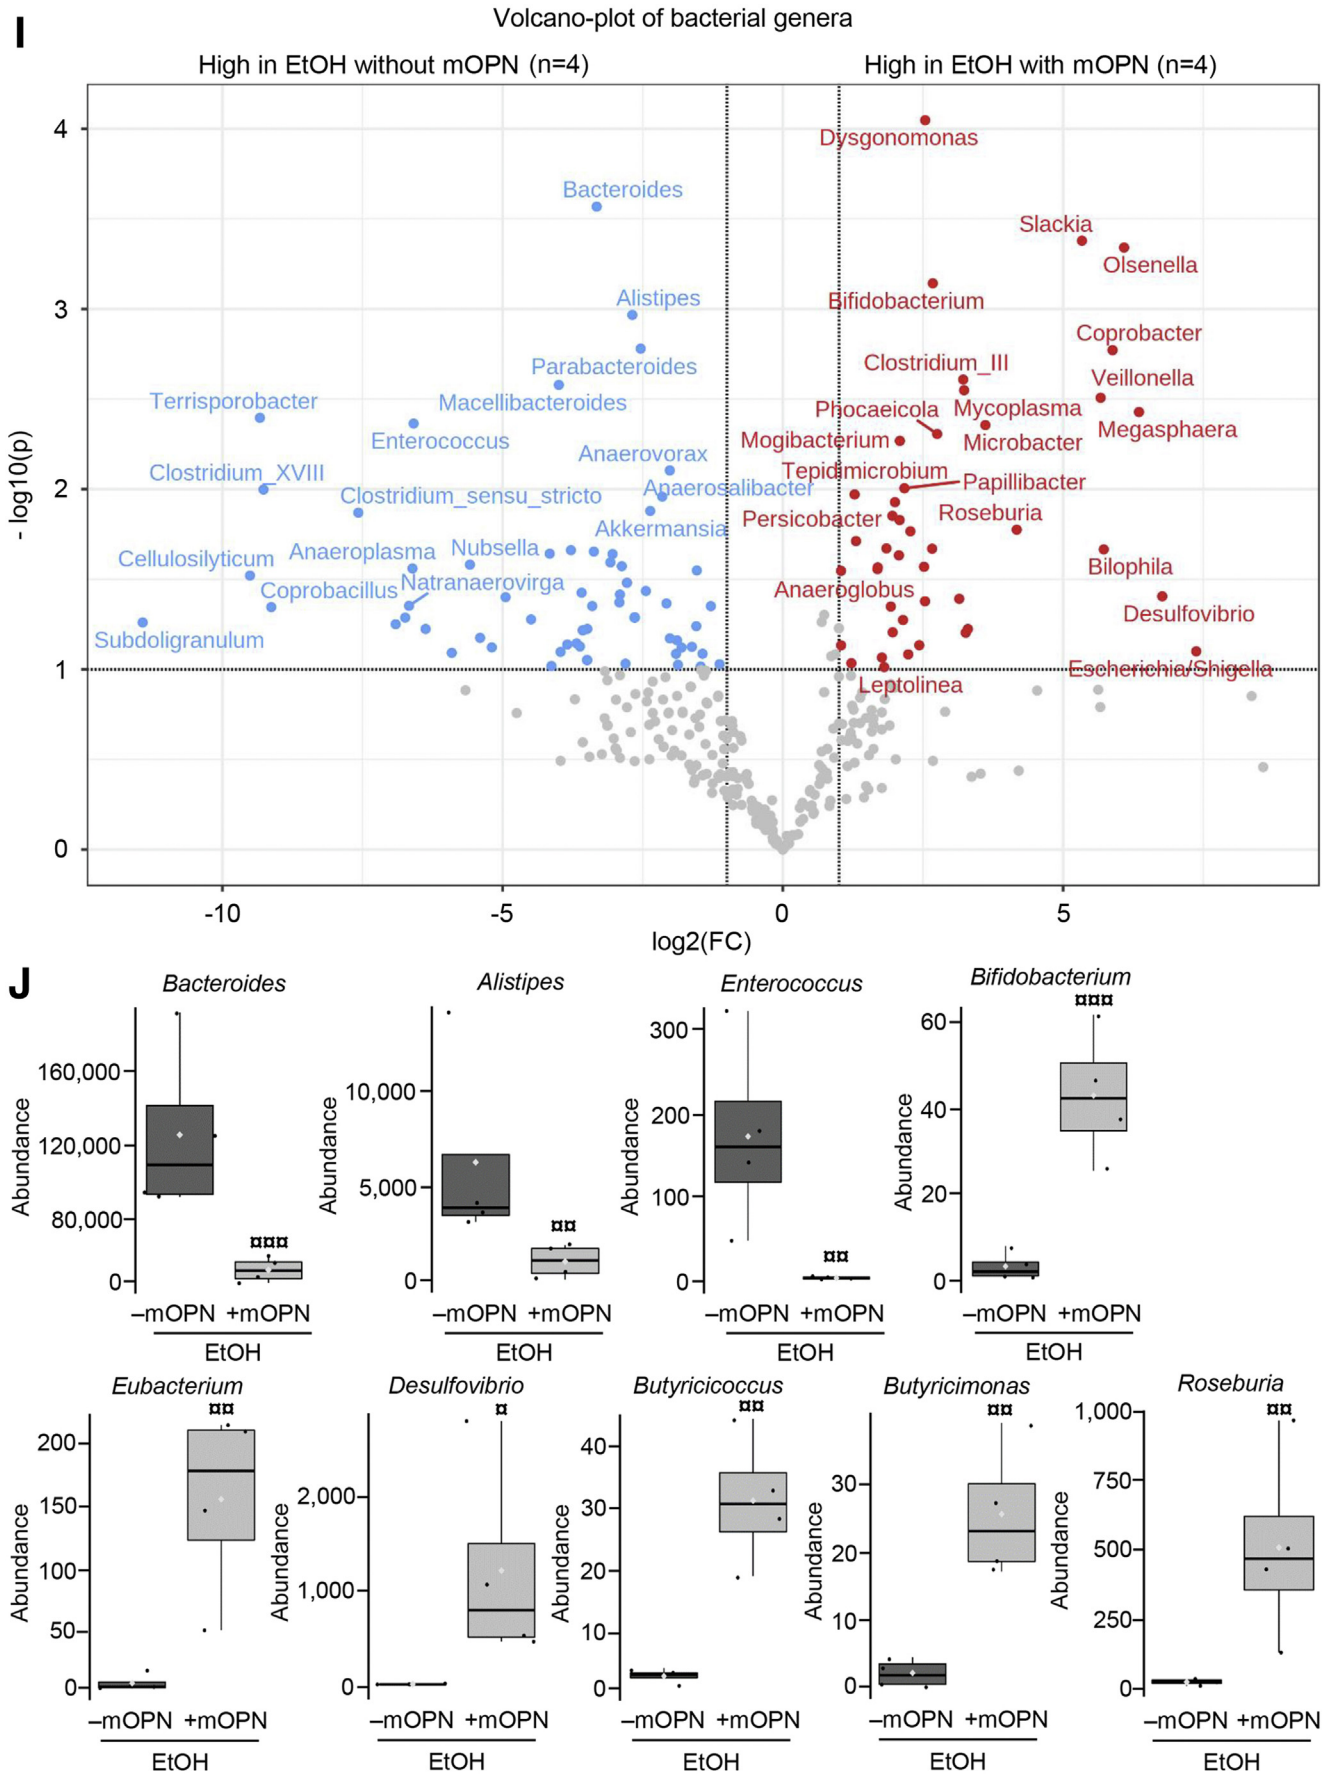 I
Volcano-plot of bacterial genera
High in EtOH without mOPN (n=4)
High in EtOH with mOPN (n=4)
4
Dysgonomonas
Bacteroides
Slackia
Olsenella
3
Alistipes
Bifidobacterium
Coprobacter
Parabacteroides
Clostridium_III
Veillonella
Terrisporobacter
Macellibacteroides
Phocaeicola
Mycoplasma
Megasphaera
Enterococcus
Mogibacterium
Microbacter
Anaerovorax
Clostridium_XVIII
Tepidimicrobium
Papillibacter
2
Clostridium_sensu_stricto
Anaerosalibacter
Akkermansia
Persicobacter
Roseburia
Cellulosilyticum
Anaeroplasma
Nubsella
Bilophila
Coprobacillus
Natranaerovirga
Anaeroglobus
Desulfovibrio
Subdoligranulum
1
Escherichia/Shigella
Leptolinea
0
- log10(p)
-10
-5
0
5
log2(FC)
J
Bacteroides
Alistipes
Enterococcus
Bifidobacterium
¤¤¤
160,000
120,000
80,000
0
Abundance
¤¤¤
–mOPN +mOPN
EtOH
10,000
5,000
0
Abundance
¤¤
–mOPN +mOPN
EtOH
300
200
100
0
Abundance
¤¤
–mOPN +mOPN
EtOH
60
40
20
0
Abundance
–mOPN +mOPN
EtOH
Eubacterium
Desulfovibrio
Butyricicoccus
Butyricimonas
Roseburia
¤¤
¤
¤¤
¤¤
¤¤
200
150
100
50
0
Abundance
–mOPN +mOPN
EtOH
2,000
1,000
0
Abundance
–mOPN +mOPN
EtOH
40
30
20
10
0
Abundance
–mOPN +mOPN
EtOH
30
20
10
0
Abundance
–mOPN +mOPN
EtOH
1,000
750
500
250
0
Abundance
–mOPN +mOPN
EtOH